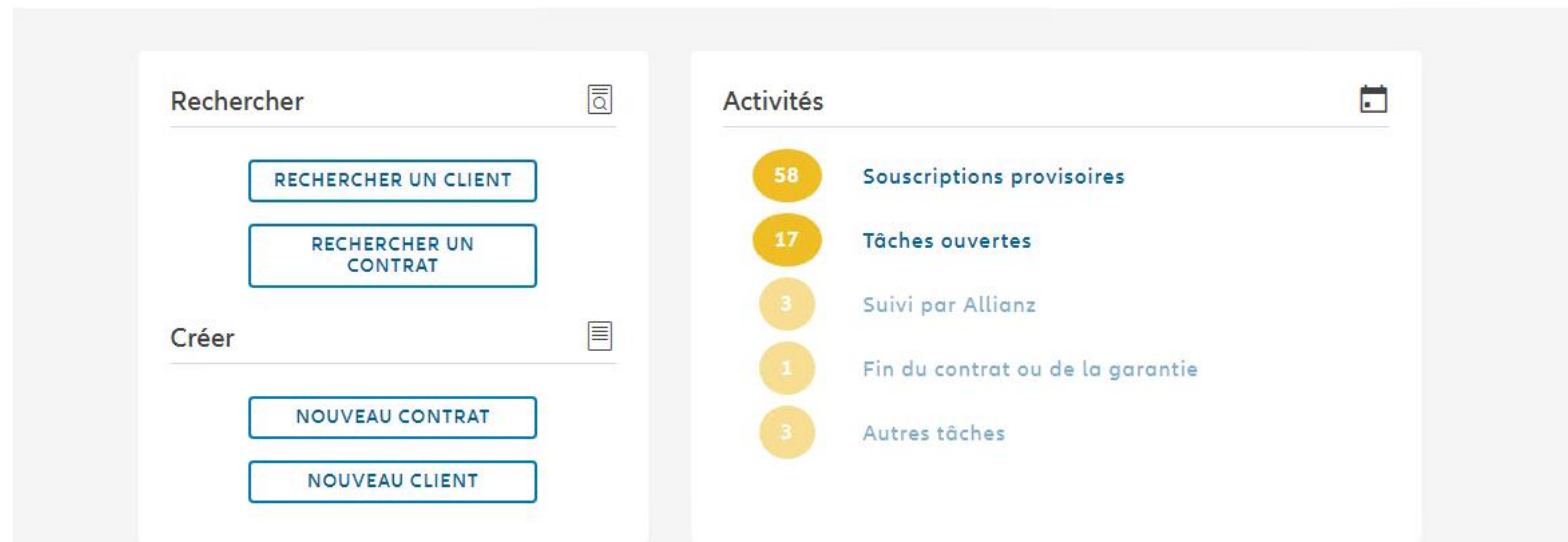 Rechercher
RECHERCHER UN CLIENT
RECHERCHER UN
CONTRAT
Créer
NOUVEAU CONTRAT
NOUVEAU CLIENT
Activités
58 Souscriptions provisoires
17 Tâches ouvertes
3 Suivi par Allianz
1 Fin du contrat ou de la garantie
3 Autres tâches